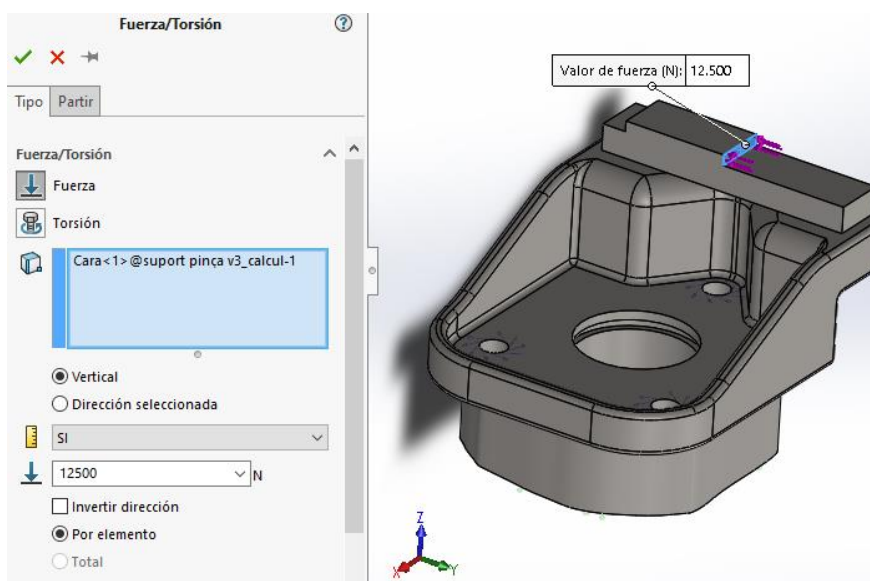 Fuerza/Torsión
Tipo Partir
Fuerza/Torsión
Fuerza
Torsión
Cara<1>@suport pinça v3_calcul-1
Vertical
Dirección seleccionada
SI
12500 N
Invertir dirección
Por elemento
Total
Valor de fuerza (N): 12.500
Z
X
Y